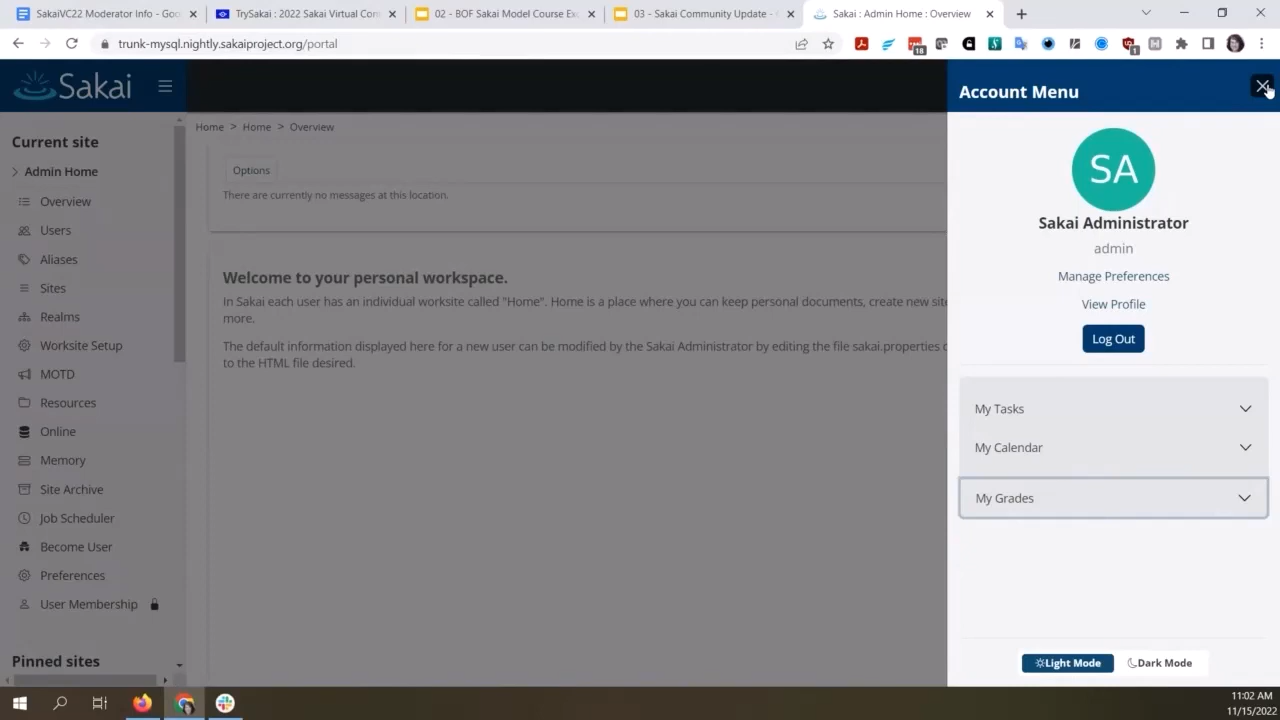 SakaiVC22 Moderator Info - Goo
TrySakai : 2022 Sakai Virtual Con
02 - BOF Sakai Model Course Exc
03 - Sakai Community Update -
Sakai : Admin Home : Overview
trunk-mysql.nightly.sakaiproject.org/portal
18
1
Sakai
Account Menu
Current site
Admin Home
Overview
Users
Aliases
Sites
Realms
Worksite Setup
MOTD
Resources
Online
Memory
Site Archive
Job Scheduler
Become User
Preferences
User Membership
Pinned sites
Home > Home > Overview
Options
There are currently no messages at this location.
Welcome to your personal workspace.
In Sakai each user has an individual worksite called "Home". Home is a place where you can keep personal documents, create new site
more.
The default information displayed here for a new user can be modified by the Sakai Administrator by editing the file sakai.properties
to the HTML file desired.
SA
Sakai Administrator
admin
Manage Preferences
View Profile
Log Out
My Tasks
My Calendar
My Grades
Light Mode
Dark Mode
11:02 AM
11/15/2022